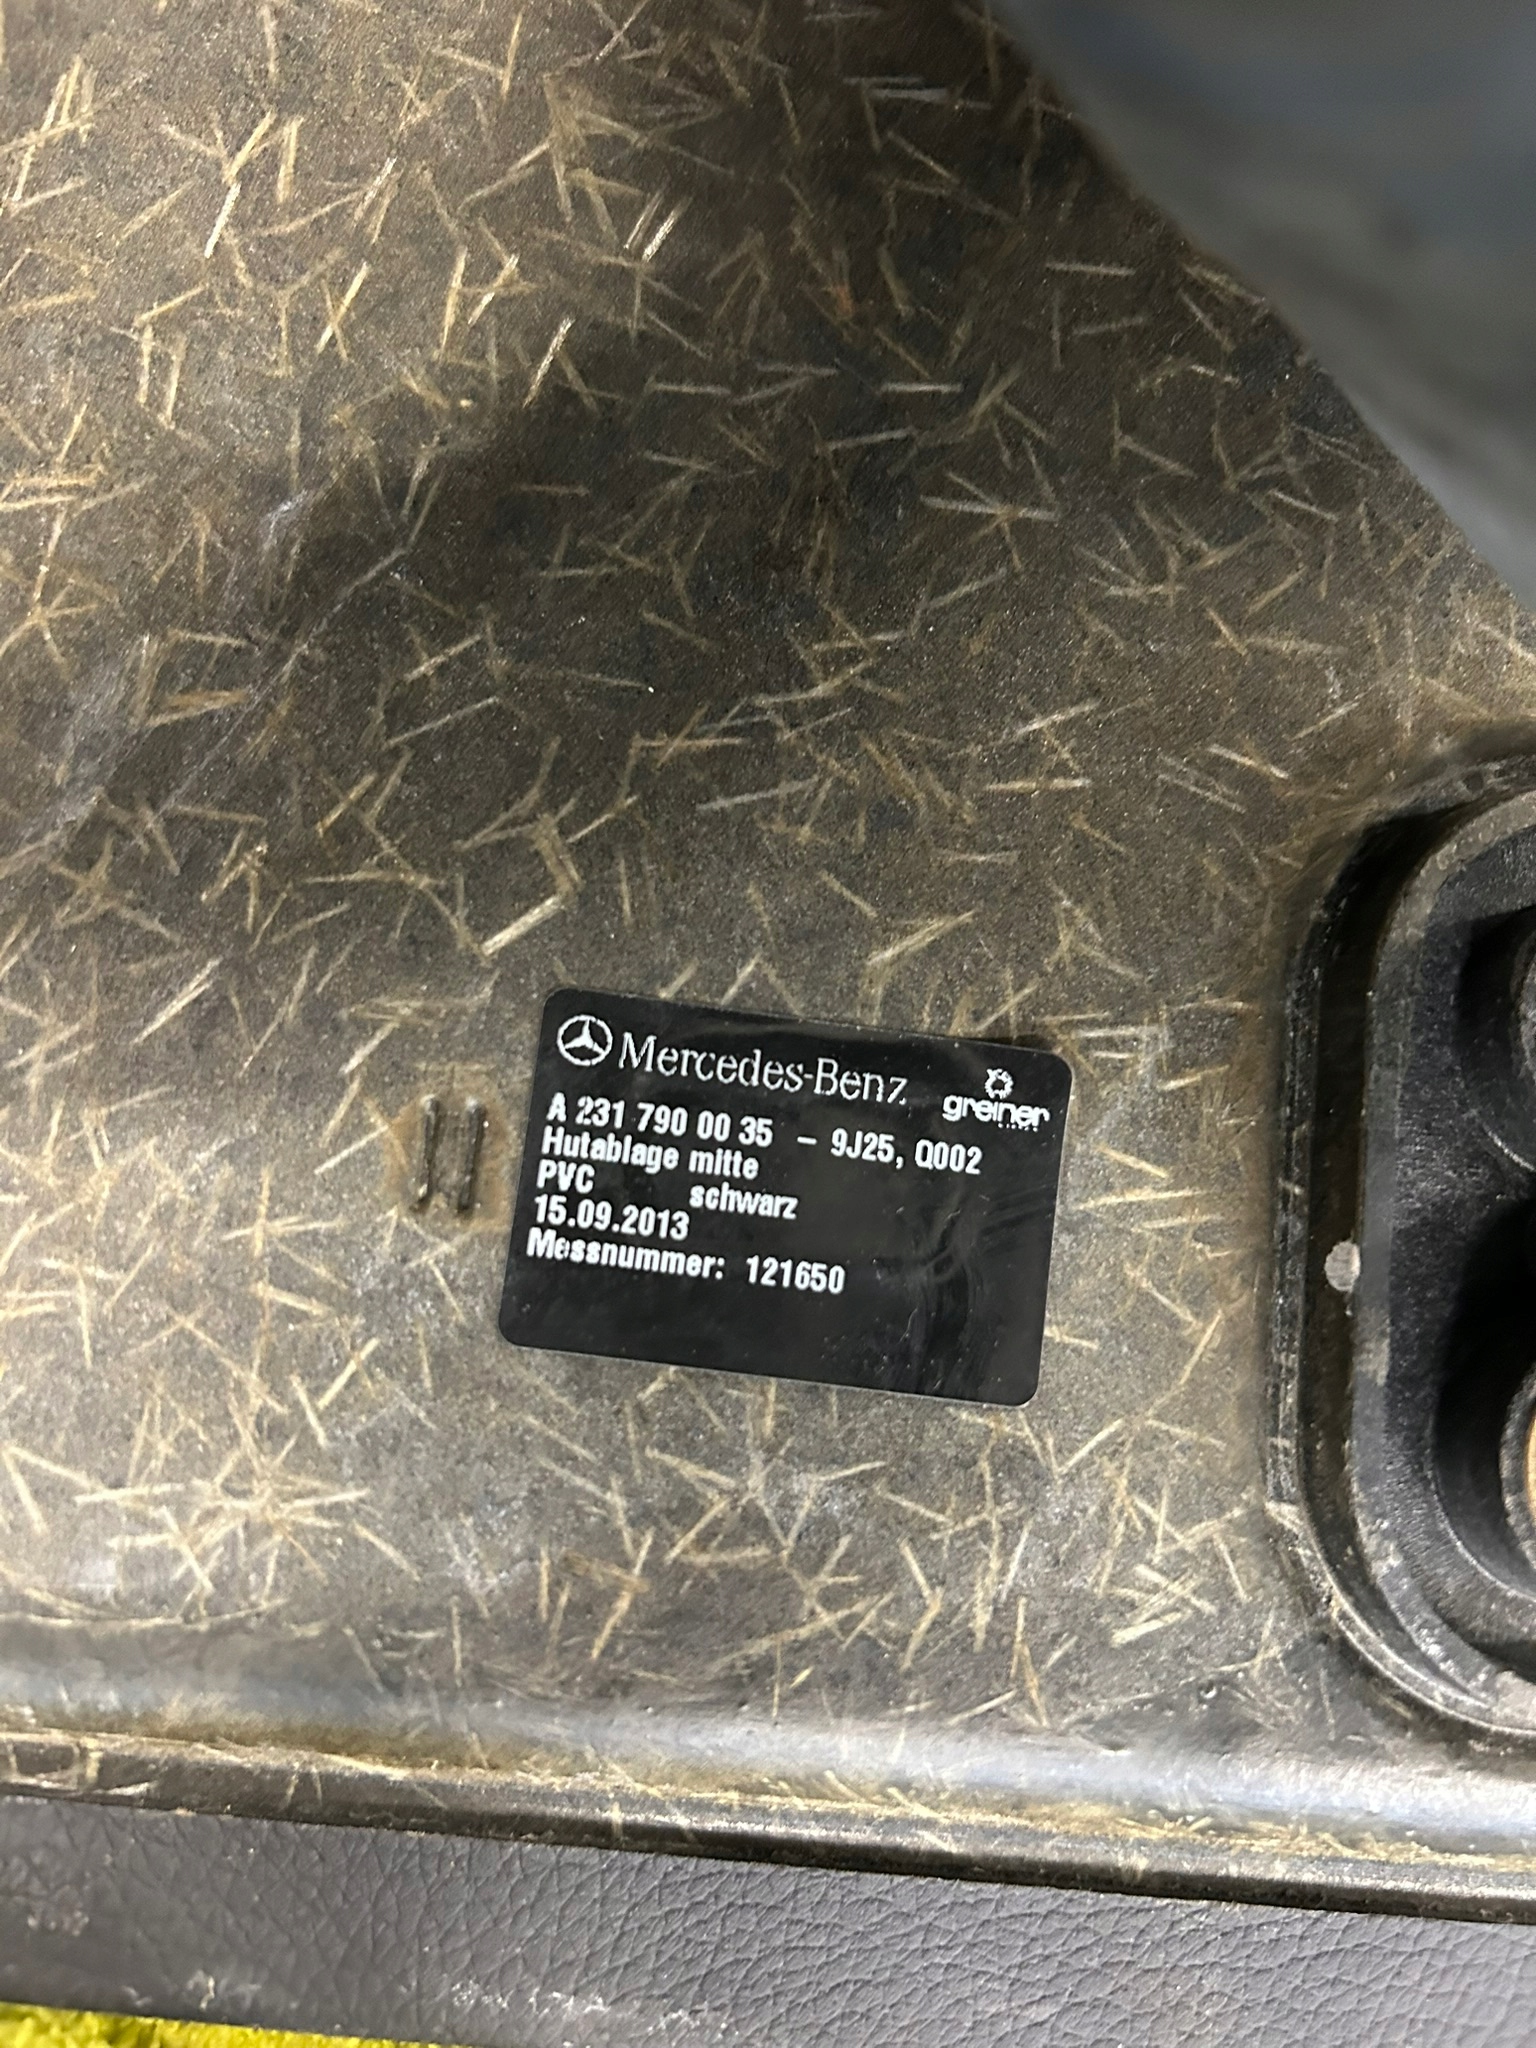 Mercedes-Benz
greiner
A 231 790 00 35 – 9J25, Q002
Hutablage mitte
PVC schwarz
15.09.2013
Messnummer: 121650